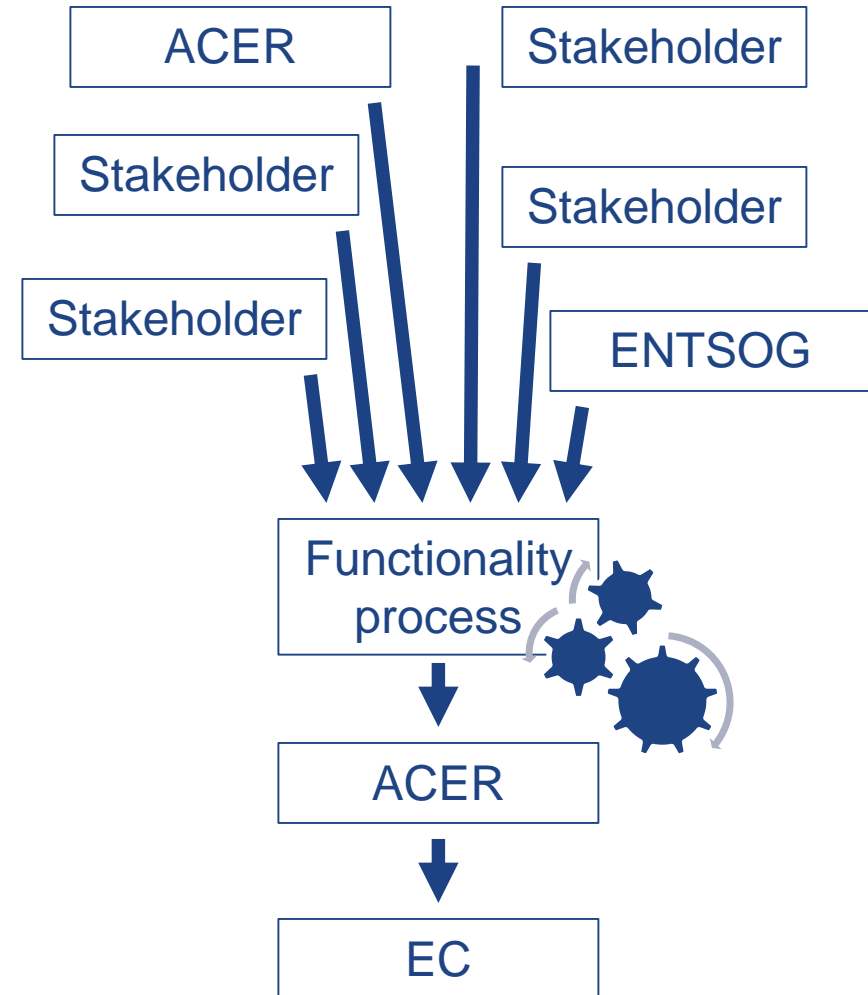 ACER
Stakeholder
Stakeholder
Stakeholder
Stakeholder
ENTSOG
Functionality
process
ACER
EC